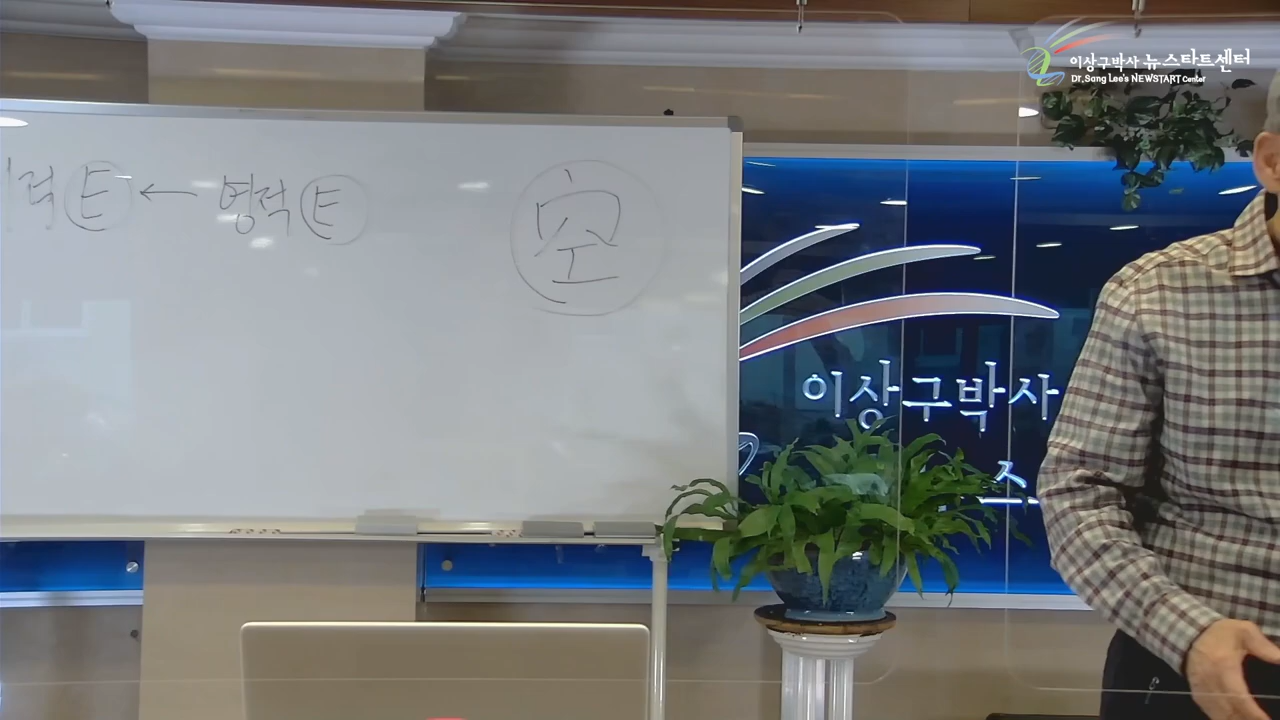 이상구박사 뉴스타트센터
Dr. Sang Lee's NEWSTART Center
력 E ← 영적 E
空
이상구박사
스